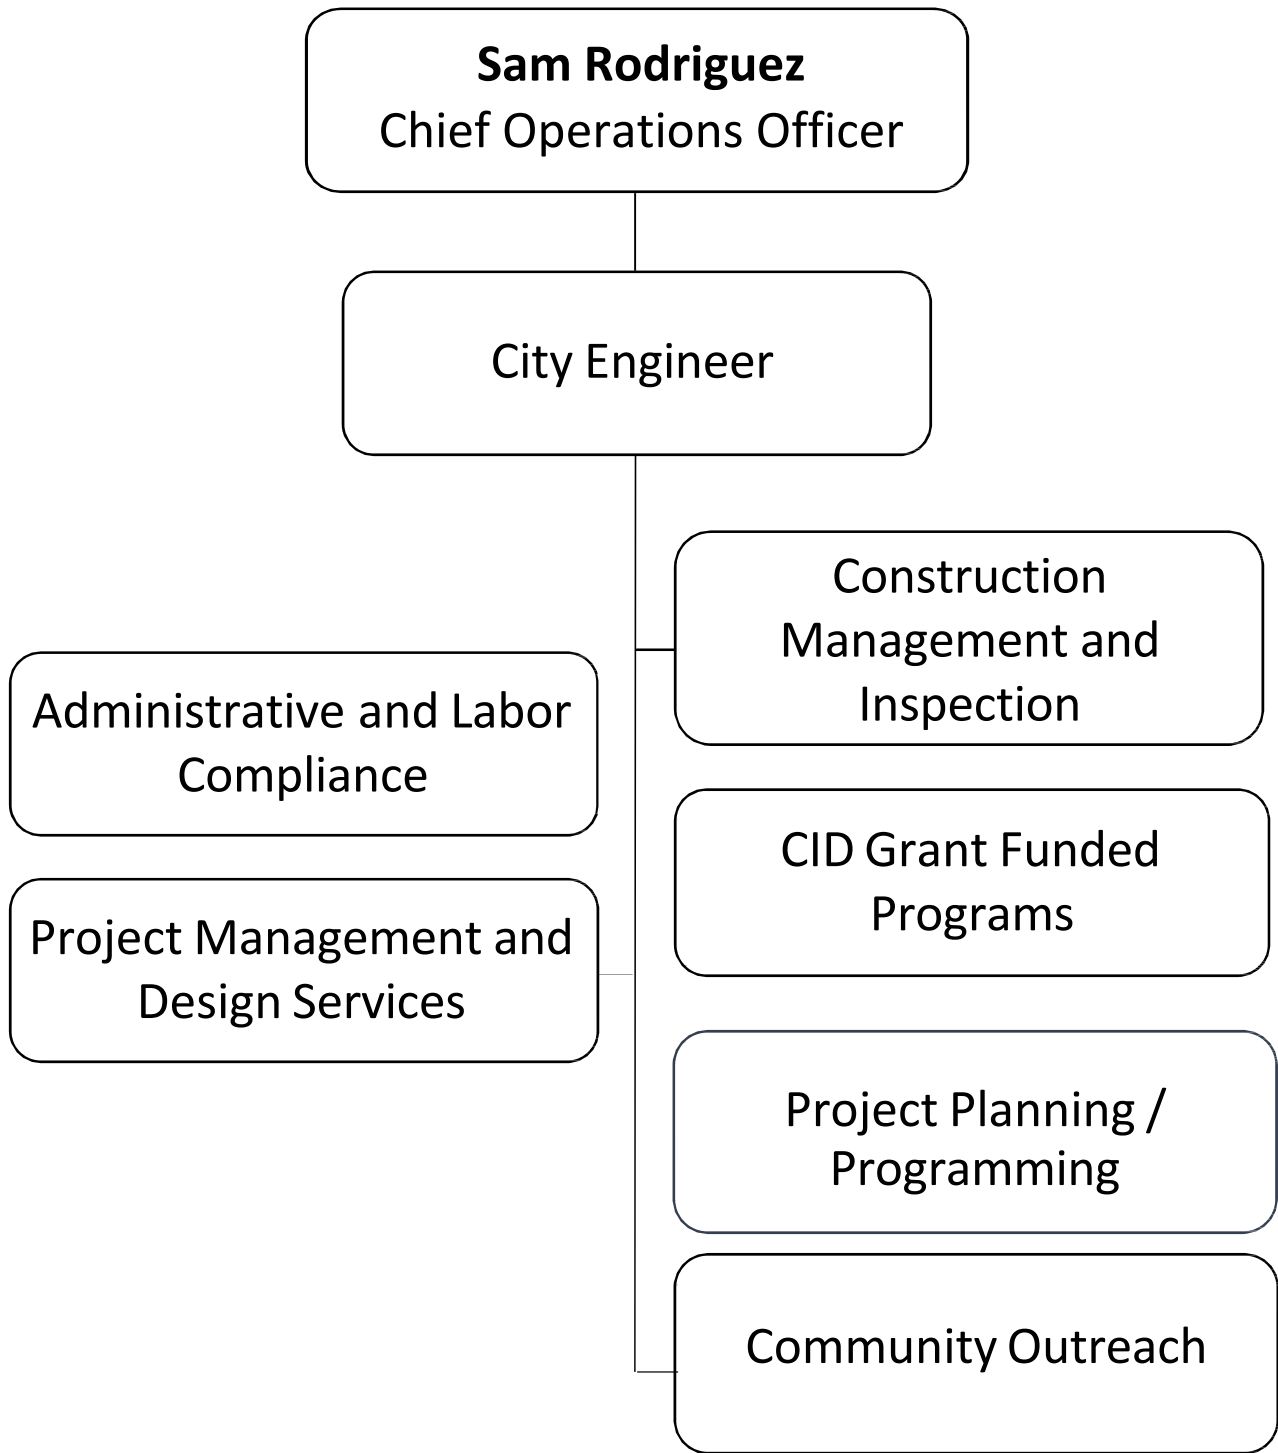 Sam Rodriguez
Chief Operations Officer
City Engineer
Construction
Management and
Inspection
Administrative and Labor
Compliance
CID Grant Funded
Programs
Project Management and
Design Services
Project Planning /
Programming
Community Outreach